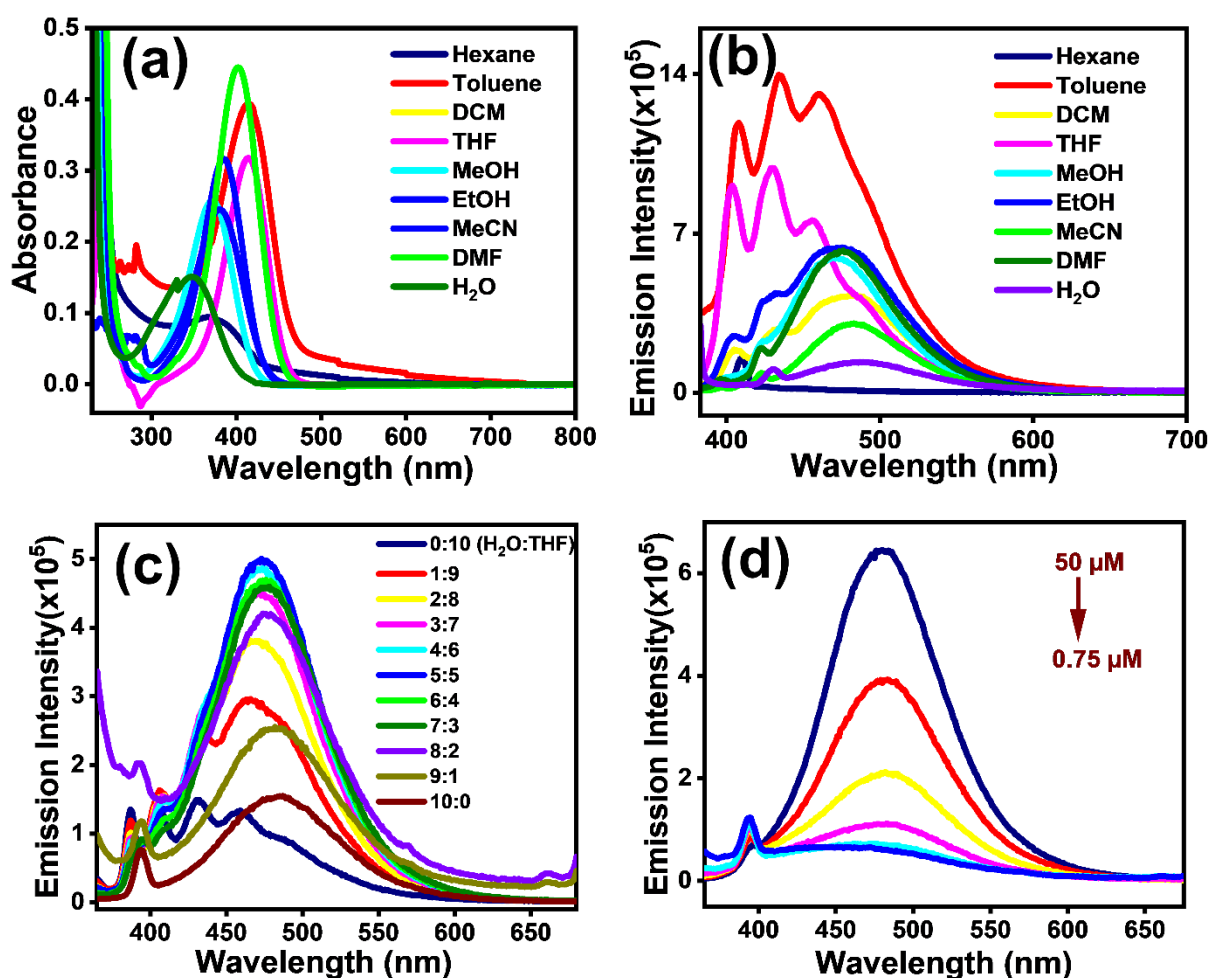 (a)
0.5
0.4
0.3
0.2
0.1
0.0
Absorbance
Hexane
Toluene
DCM
THF
MeOH
EtOH
MeCN
DMF
H₂O
300 400 500 600 700 800
Wavelength (nm)
(b)
14
7
0
Emission Intensity(x10⁵)
Hexane
Toluene
DCM
THF
MeOH
EtOH
MeCN
DMF
H₂O
400 500 600 700
Wavelength (nm)
(c)
5
4
3
2
1
0
Emission Intensity(x10⁵)
0:10 (H₂O:THF)
1:9
2:8
3:7
4:6
5:5
6:4
7:3
8:2
9:1
10:0
400 450 500 550 600 650
Wavelength (nm)
(d)
6
4
2
0
Emission Intensity(x10⁵)
50 µM
0.75 µM
400 450 500 550 600 650
Wavelength (nm)